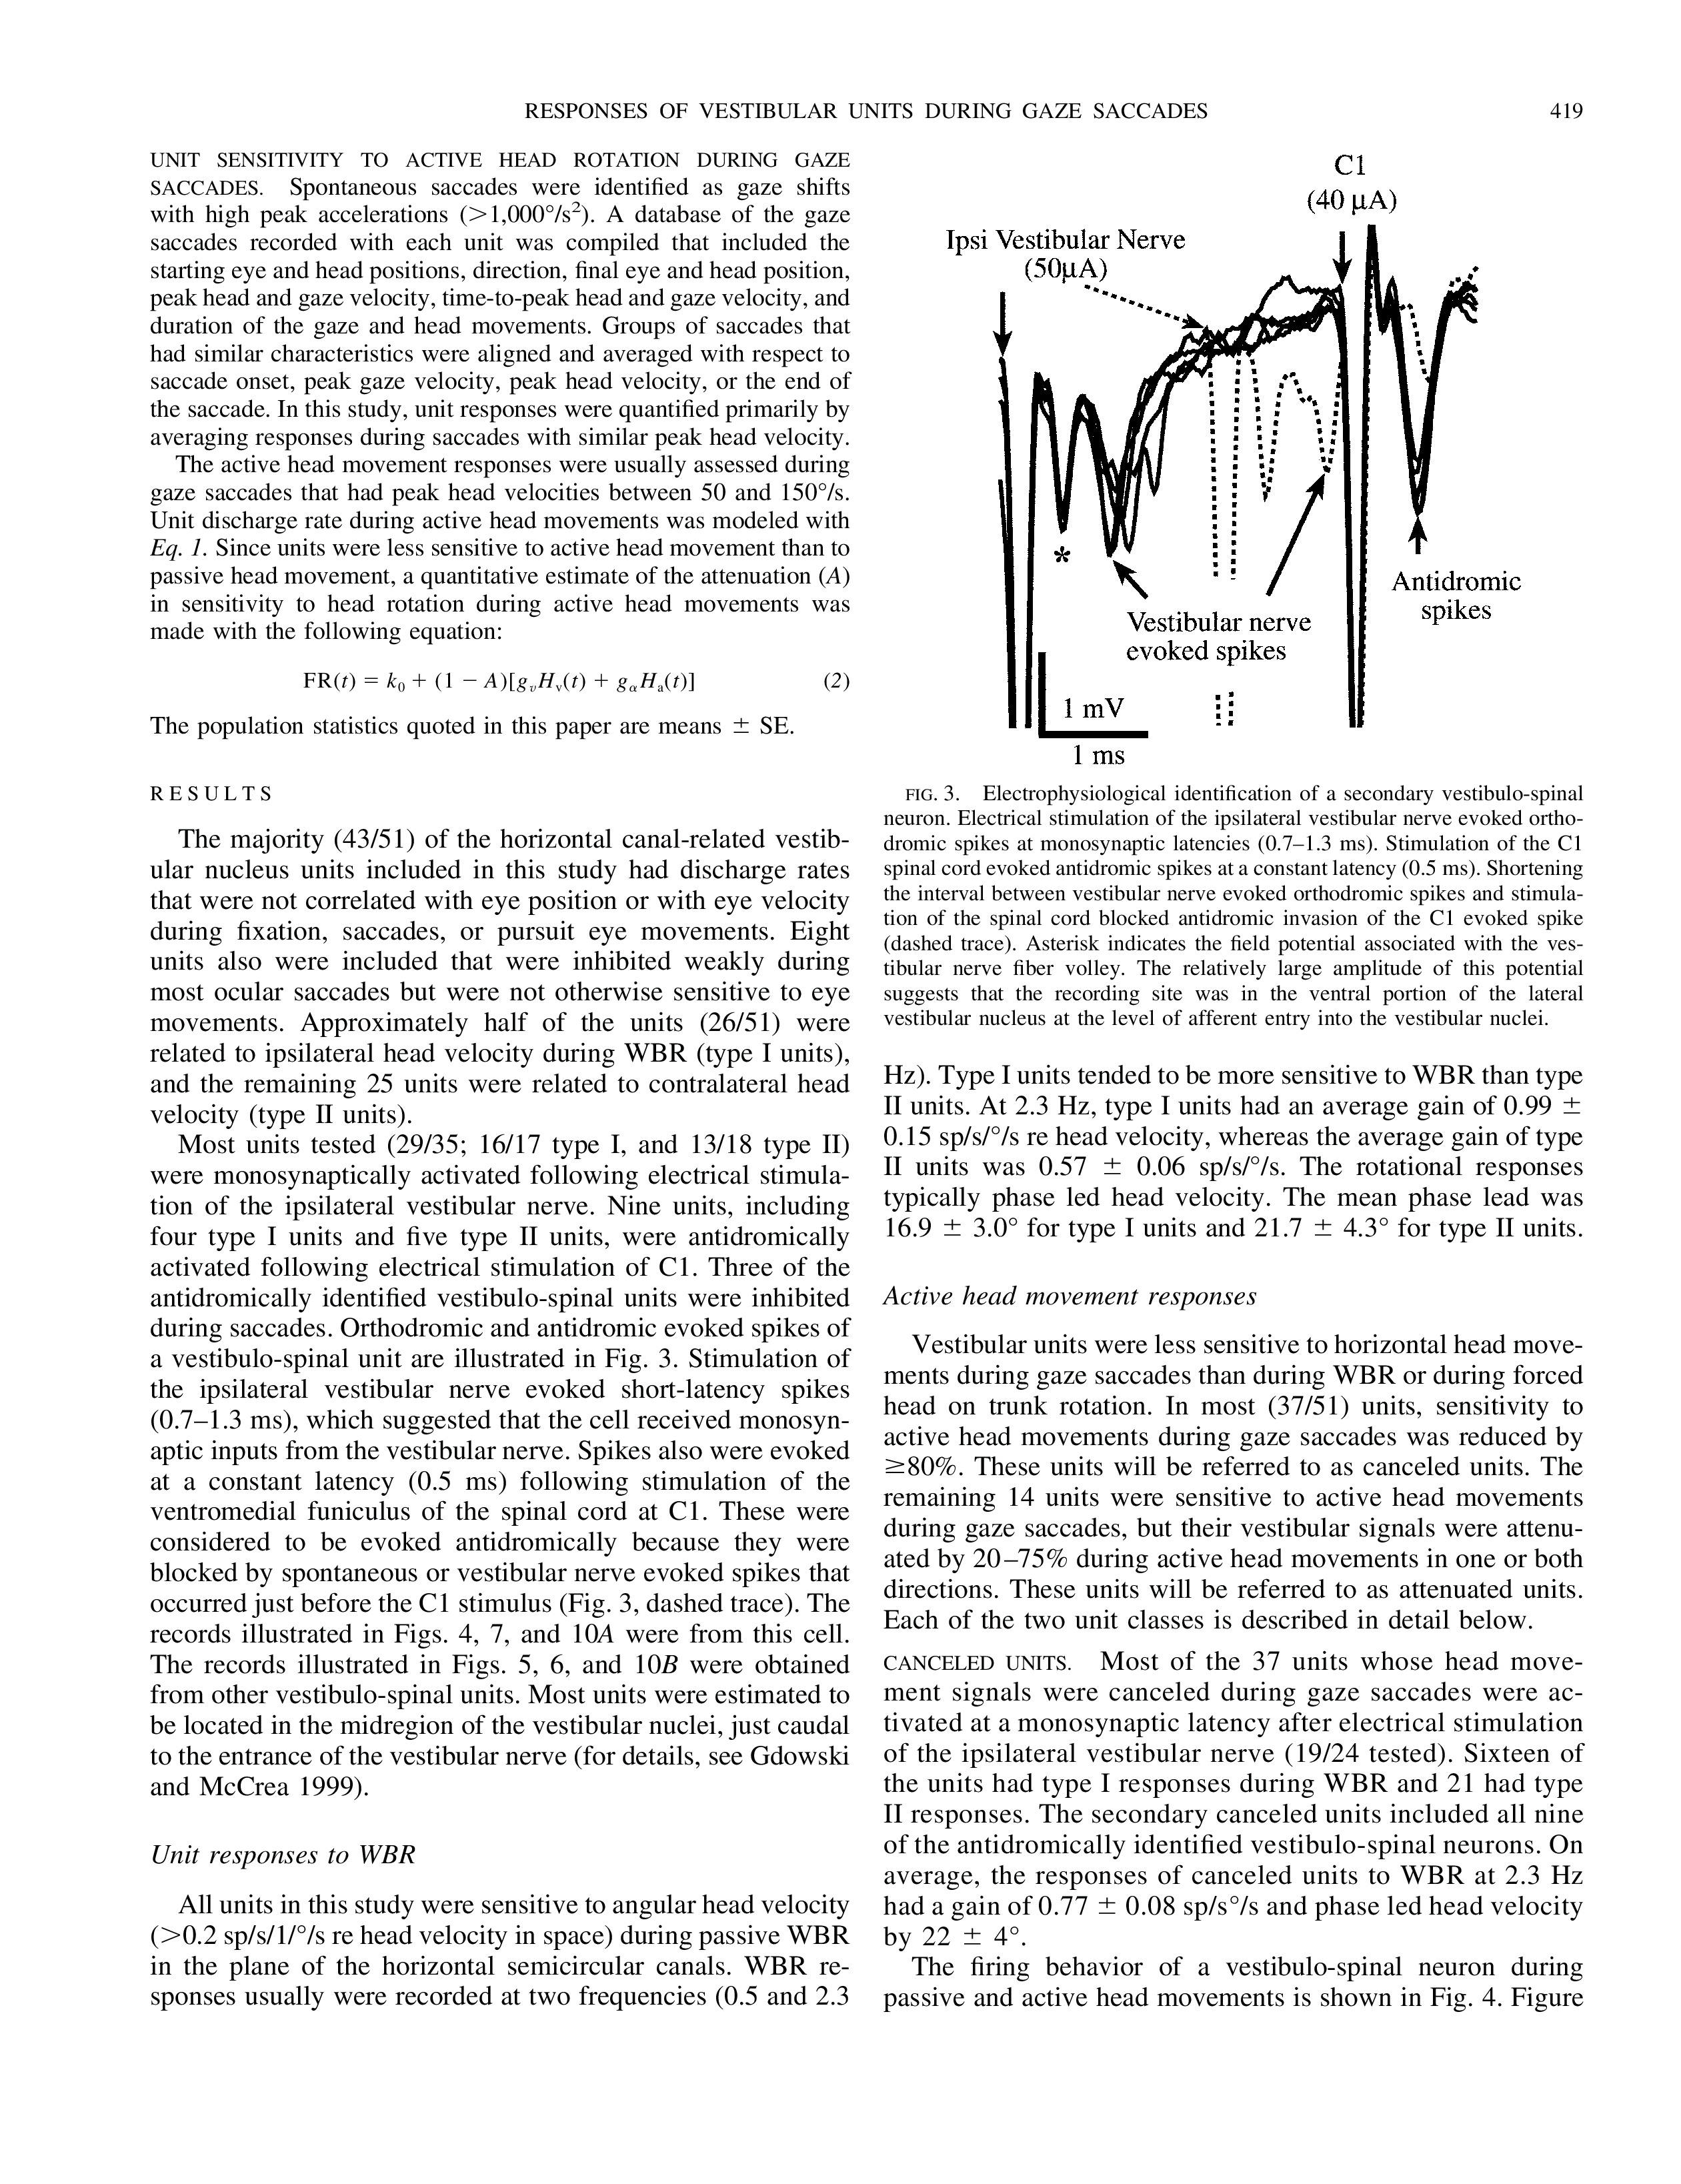 RESPONSES OF VESTIBULAR UNITS DURING GAZE SACCADES 419
UNIT SENSITIVITY TO ACTIVE HEAD ROTATION DURING GAZE
SACCADES. Spontaneous saccades were identified as gaze shifts
with high peak accelerations (>1,000°/s²). A database of the gaze
saccades recorded with each unit was compiled that included the
starting eye and head positions, direction, final eye and head position,
peak head and gaze velocity, time-to-peak head and gaze velocity, and
duration of the gaze and head movements. Groups of saccades that
had similar characteristics were aligned and averaged with respect to
saccade onset, peak gaze velocity, peak head velocity, or the end of
the saccade. In this study, unit responses were quantified primarily by
averaging responses during saccades with similar peak head velocity.
The active head movement responses were usually assessed during
gaze saccades that had peak head velocities between 50 and 150°/s.
Unit discharge rate during active head movements was modeled with
Eq. 1. Since units were less sensitive to active head movement than to
passive head movement, a quantitative estimate of the attenuation (A)
in sensitivity to head rotation during active head movements was
made with the following equation:
FR(t) = k₀ + (1 − A)[gᵥHᵥ(t) + gαHₐ(t)] (2)
The population statistics quoted in this paper are means ± SE.
RESULTS
The majority (43/51) of the horizontal canal-related vestib-
ular nucleus units included in this study had discharge rates
that were not correlated with eye position or with eye velocity
during fixation, saccades, or pursuit eye movements. Eight
units also were included that were inhibited weakly during
most ocular saccades but were not otherwise sensitive to eye
movements. Approximately half of the units (26/51) were
related to ipsilateral head velocity during WBR (type I units),
and the remaining 25 units were related to contralateral head
velocity (type II units).
Most units tested (29/35; 16/17 type I, and 13/18 type II)
were monosynaptically activated following electrical stimula-
tion of the ipsilateral vestibular nerve. Nine units, including
four type I units and five type II units, were antidromically
activated following electrical stimulation of C1. Three of the
antidromically identified vestibulo-spinal units were inhibited
during saccades. Orthodromic and antidromic evoked spikes of
a vestibulo-spinal unit are illustrated in Fig. 3. Stimulation of
the ipsilateral vestibular nerve evoked short-latency spikes
(0.7–1.3 ms), which suggested that the cell received monosyn-
aptic inputs from the vestibular nerve. Spikes also were evoked
at a constant latency (0.5 ms) following stimulation of the
ventromedial funiculus of the spinal cord at C1. These were
considered to be evoked antidromically because they were
blocked by spontaneous or vestibular nerve evoked spikes that
occurred just before the C1 stimulus (Fig. 3, dashed trace). The
records illustrated in Figs. 4, 7, and 10A were from this cell.
The records illustrated in Figs. 5, 6, and 10B were obtained
from other vestibulo-spinal units. Most units were estimated to
be located in the midregion of the vestibular nuclei, just caudal
to the entrance of the vestibular nerve (for details, see Gdowski
and McCrea 1999).
Unit responses to WBR
All units in this study were sensitive to angular head velocity
(>0.2 sp/s/1/°/s re head velocity in space) during passive WBR
in the plane of the horizontal semicircular canals. WBR re-
sponses usually were recorded at two frequencies (0.5 and 2.3
C1
(40 μA)
Ipsi Vestibular Nerve
(50μA)
*
Antidromic
spikes
Vestibular nerve
evoked spikes
1 mV
1 ms
FIG. 3. Electrophysiological identification of a secondary vestibulo-spinal
neuron. Electrical stimulation of the ipsilateral vestibular nerve evoked ortho-
dromic spikes at monosynaptic latencies (0.7–1.3 ms). Stimulation of the C1
spinal cord evoked antidromic spikes at a constant latency (0.5 ms). Shortening
the interval between vestibular nerve evoked orthodromic spikes and stimula-
tion of the spinal cord blocked antidromic invasion of the C1 evoked spike
(dashed trace). Asterisk indicates the field potential associated with the ves-
tibular nerve fiber volley. The relatively large amplitude of this potential
suggests that the recording site was in the ventral portion of the lateral
vestibular nucleus at the level of afferent entry into the vestibular nuclei.
Hz). Type I units tended to be more sensitive to WBR than type
II units. At 2.3 Hz, type I units had an average gain of 0.99 ±
0.15 sp/s/°/s re head velocity, whereas the average gain of type
II units was 0.57 ± 0.06 sp/s/°/s. The rotational responses
typically phase led head velocity. The mean phase lead was
16.9 ± 3.0° for type I units and 21.7 ± 4.3° for type II units.
Active head movement responses
Vestibular units were less sensitive to horizontal head move-
ments during gaze saccades than during WBR or during forced
head on trunk rotation. In most (37/51) units, sensitivity to
active head movements during gaze saccades was reduced by
≥80%. These units will be referred to as canceled units. The
remaining 14 units were sensitive to active head movements
during gaze saccades, but their vestibular signals were attenu-
ated by 20–75% during active head movements in one or both
directions. These units will be referred to as attenuated units.
Each of the two unit classes is described in detail below.
CANCELED UNITS. Most of the 37 units whose head move-
ment signals were canceled during gaze saccades were ac-
tivated at a monosynaptic latency after electrical stimulation
of the ipsilateral vestibular nerve (19/24 tested). Sixteen of
the units had type I responses during WBR and 21 had type
II responses. The secondary canceled units included all nine
of the antidromically identified vestibulo-spinal neurons. On
average, the responses of canceled units to WBR at 2.3 Hz
had a gain of 0.77 ± 0.08 sp/s°/s and phase led head velocity
by 22 ± 4°.
The firing behavior of a vestibulo-spinal neuron during
passive and active head movements is shown in Fig. 4. Figure